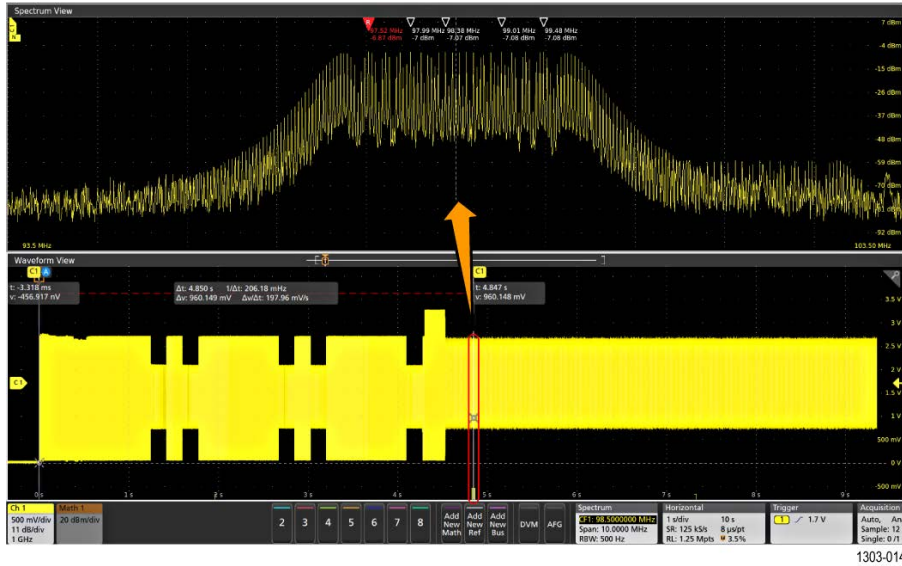 Spectrum View
7 dBm
97.52 MHz 97.99 MHz 98.38 MHz 99.01 MHz 99.48 MHz
-6.87 dBm -7 dBm -7.07 dBm -7.08 dBm -7.08 dBm
-4 dBm
-15 dBm
-26 dBm
-37 dBm
-48 dBm
-59 dBm
-70 dBm
-92 dBm
93.5 MHz 103.50 MHz
Waveform View
C1 A C1
t: -3.318 ms Δt: 4.850 s 1/Δt: 206.18 mHz t: 4.847 s
v: -456.917 mV Δv: 960.149 mV Δv/Δt: 197.96 mV/s v: 960.148 mV
3.5 V
3 V
2.5 V
2 V
C1
1.5 V
1 V
500 mV
0 V
-500 mV
0 s 1 s 2 s 3 s 4 s 5 s 6 s 7 s 8 s 9 s
Ch 1 Math 1 Spectrum Horizontal Trigger Acquisition
500 mV/div 20 dBm/div 2 3 4 5 6 7 8 Add New Math Add New Ref Add New Bus DVM AFG CF1: 98.5000000 MHz 1 s/div 10 s 1 1.7 V Auto, An
11 dB/div Span: 10.0000 MHz SR: 125 kS/s 8 µs/pt Sample: 12
1 GHz RBW: 500 Hz RL: 1.25 Mpts 3.5% Single: 0 /1
1303-014